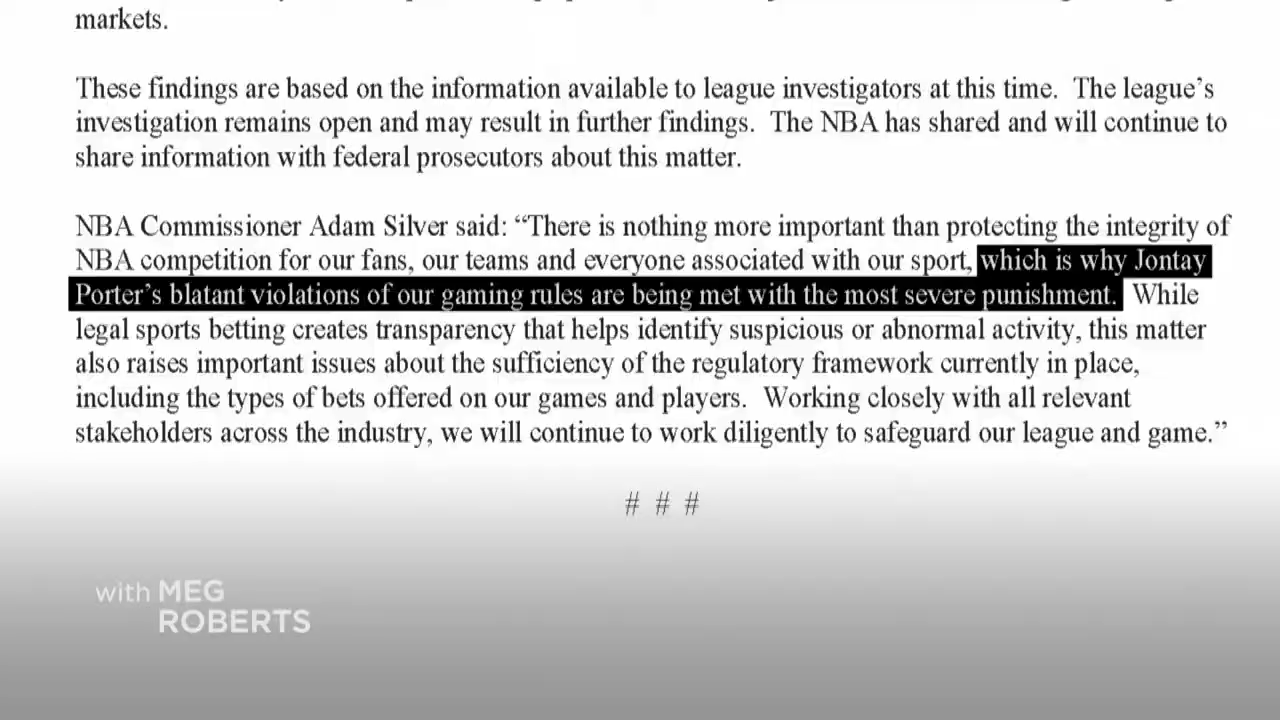 markets.
These findings are based on the information available to league investigators at this time.  The league’s
investigation remains open and may result in further findings.  The NBA has shared and will continue to
share information with federal prosecutors about this matter.
NBA Commissioner Adam Silver said: “There is nothing more important than protecting the integrity of
NBA competition for our fans, our teams and everyone associated with our sport, which is why Jontay
Porter’s blatant violations of our gaming rules are being met with the most severe punishment.  While
legal sports betting creates transparency that helps identify suspicious or abnormal activity, this matter
also raises important issues about the sufficiency of the regulatory framework currently in place,
including the types of bets offered on our games and players.  Working closely with all relevant
stakeholders across the industry, we will continue to work diligently to safeguard our league and game.”
# # #
with MEG
ROBERTS